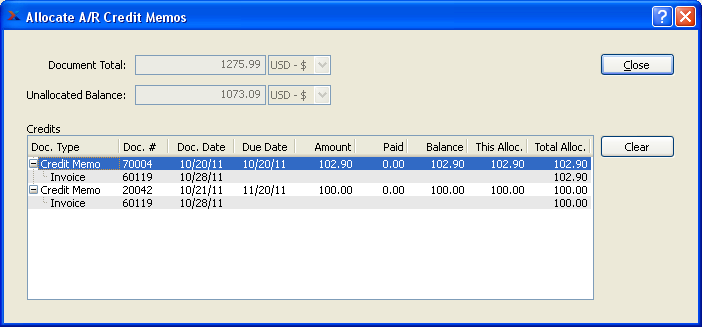 Allocate A/R Credit Memos
Document Total: 1275.99 USD - $ Close
Unallocated Balance: 1073.09 USD - $
Credits
Doc. Type Doc. # Doc. Date Due Date Amount Paid Balance This Alloc. Total Alloc. Clear
Credit Memo 70004 10/20/11 10/20/11 102.90 0.00 102.90 102.90 102.90
Invoice 60119 10/28/11 102.90
Credit Memo 20042 10/21/11 11/20/11 100.00 0.00 100.00 100.00 100.00
Invoice 60119 10/28/11 100.00